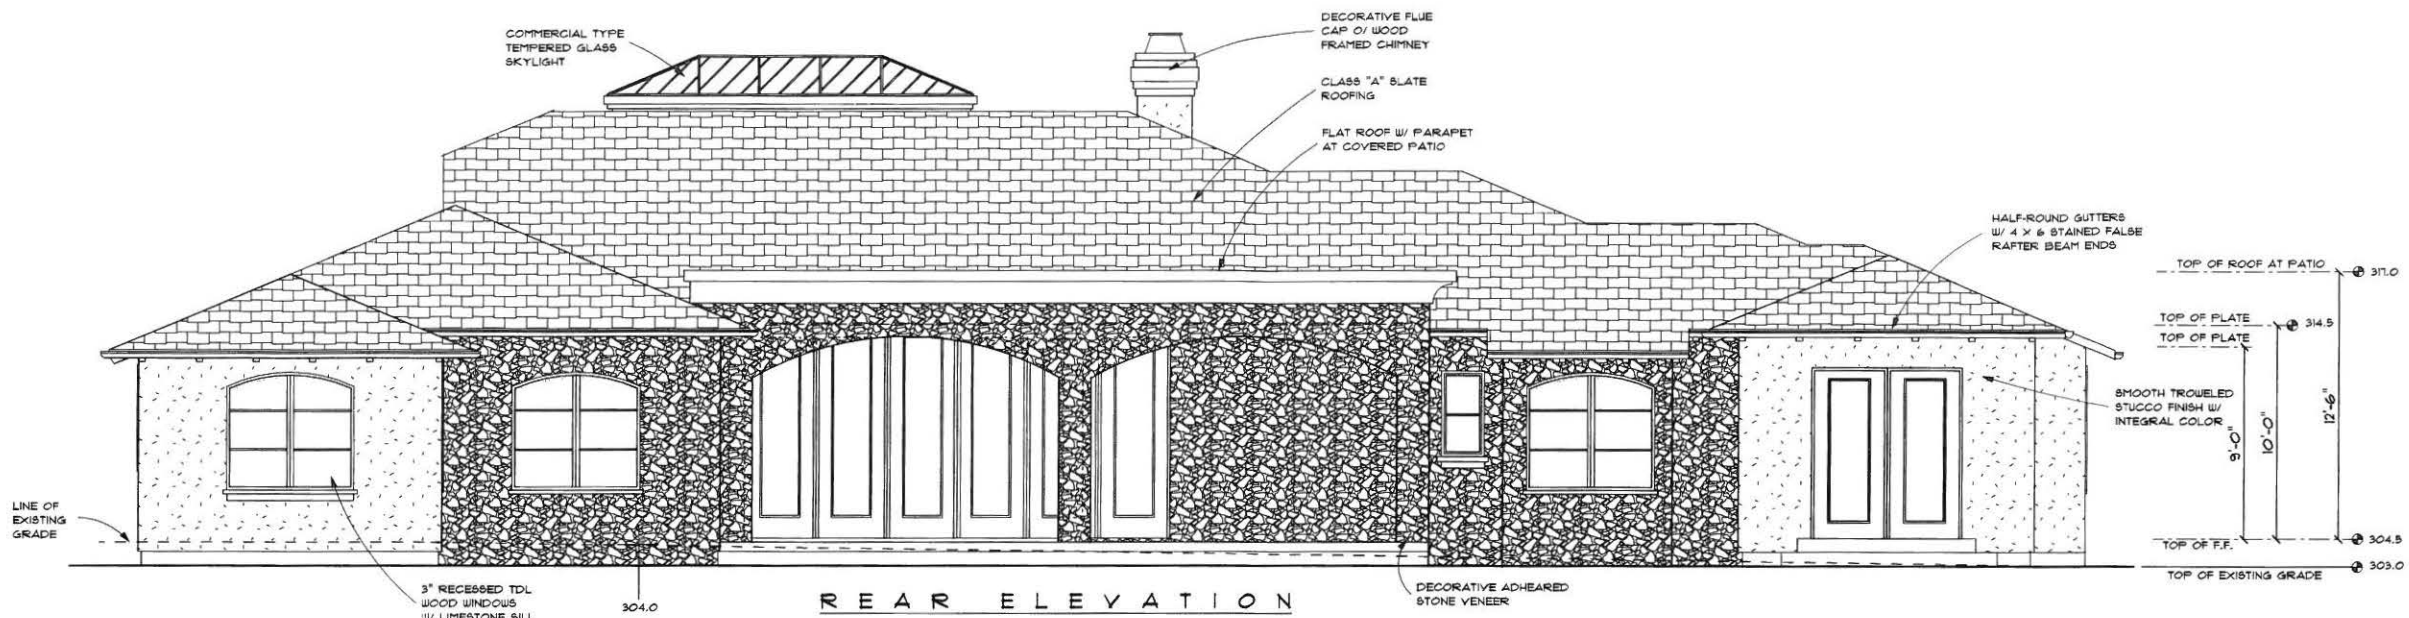 COMMERCIAL TYPE
TEMPERED GLASS
SKYLIGHT
DECORATIVE FLUE
CAP O/ WOOD
FRAMED CHIMNEY
CLASS "A" SLATE
ROOFING
FLAT ROOF W/ PARAPET
AT COVERED PATIO
HALF-ROUND GUTTERS
W/ 4 X 6 STAINED FALSE
RAFTER BEAM ENDS
TOP OF ROOF AT PATIO
317.0
TOP OF PLATE
314.5
TOP OF PLATE
SMOOTH TROWELED
STUCCO FINISH W/
INTEGRAL COLOR
9'-0"
10'-0"
12'-6"
LINE OF
EXISTING
GRADE
TOP OF F.F.
304.5
303.0
TOP OF EXISTING GRADE
3" RECESSED TDL
WOOD WINDOWS
W/ LIMESTONE SILL
304.0
REAR ELEVATION
DECORATIVE ADHEARED
STONE VENEER